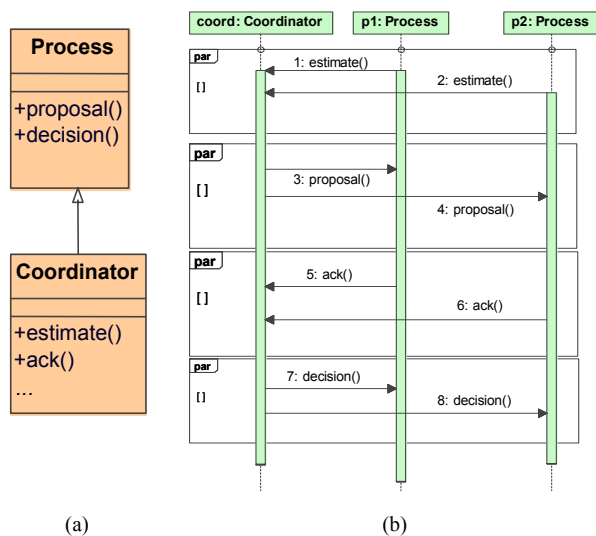 Process
+proposal()
+decision()
Coordinator
+estimate()
+ack()
...
(a)
coord: Coordinator
p1: Process
p2: Process
par
[ ]
1: estimate()
2: estimate()
par
[ ]
3: proposal()
4: proposal()
par
[ ]
5: ack()
6: ack()
par
[ ]
7: decision()
8: decision()
(b)